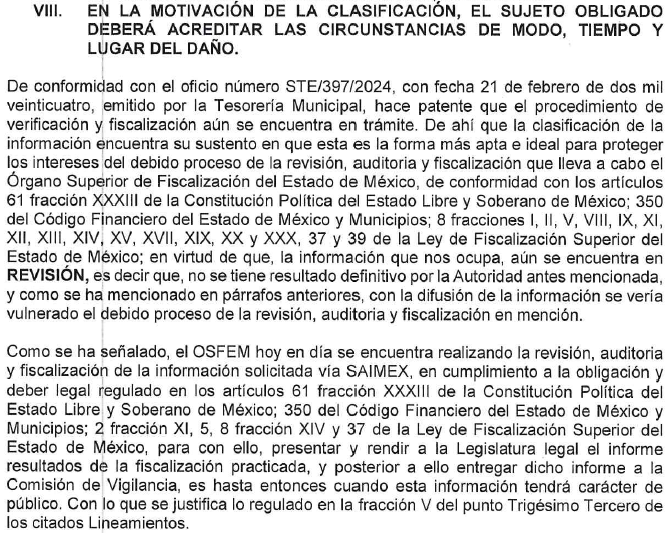 VIII. EN LA MOTIVACIÓN DE LA CLASIFICACIÓN, EL SUJETO OBLIGADO
DEBERÁ ACREDITAR LAS CIRCUNSTANCIAS DE MODO, TIEMPO Y
LUGAR DEL DAÑO.
De conformidad con el oficio número STE/397/2024, con fecha 21 de febrero de dos mil
veinticuatro, emitido por la Tesorería Municipal, hace patente que el procedimiento de
verificación y fiscalización aún se encuentra en trámite. De ahí que la clasificación de la
información encuentra su sustento en que esta es la forma más apta e ideal para proteger
los intereses del debido proceso de la revisión, auditoria y fiscalización que lleva a cabo el
Órgano Superior de Fiscalización del Estado de México, de conformidad con los artículos
61 fracción XXXIII de la Constitución Política del Estado Libre y Soberano de México; 350
del Código Financiero del Estado de México y Municipios; 8 fracciones I, II, V, VIII, IX, XI,
XII, XIII, XIV, XV, XVII, XIX, XX y XXX, 37 y 39 de la Ley de Fiscalización Superior del
Estado de México; en virtud de que, la información que nos ocupa, aún se encuentra en
REVISIÓN, es decir que, no se tiene resultado definitivo por la Autoridad antes mencionada,
y como se ha mencionado en párrafos anteriores, con la difusión de la información se vería
vulnerado el debido proceso de la revisión, auditoria y fiscalización en mención.
Como se ha señalado, el OSFEM hoy en día se encuentra realizando la revisión, auditoria
y fiscalización de la información solicitada vía SAIMEX, en cumplimiento a la obligación y
deber legal regulado en los artículos 61 fracción XXXIII de la Constitución Política del
Estado Libre y Soberano de México; 350 del Código Financiero del Estado de México y
Municipios; 2 fracción XI, 5, 8 fracción XIV y 37 de la Ley de Fiscalización Superior del
Estado de México, para con ello, presentar y rendir a la Legislatura legal el informe
resultados de la fiscalización practicada, y posterior a ello entregar dicho informe a la
Comisión de Vigilancia, es hasta entonces cuando esta información tendrá carácter de
público. Con lo que se justifica lo regulado en la fracción V del punto Trigésimo Tercero de
los citados Lineamientos.